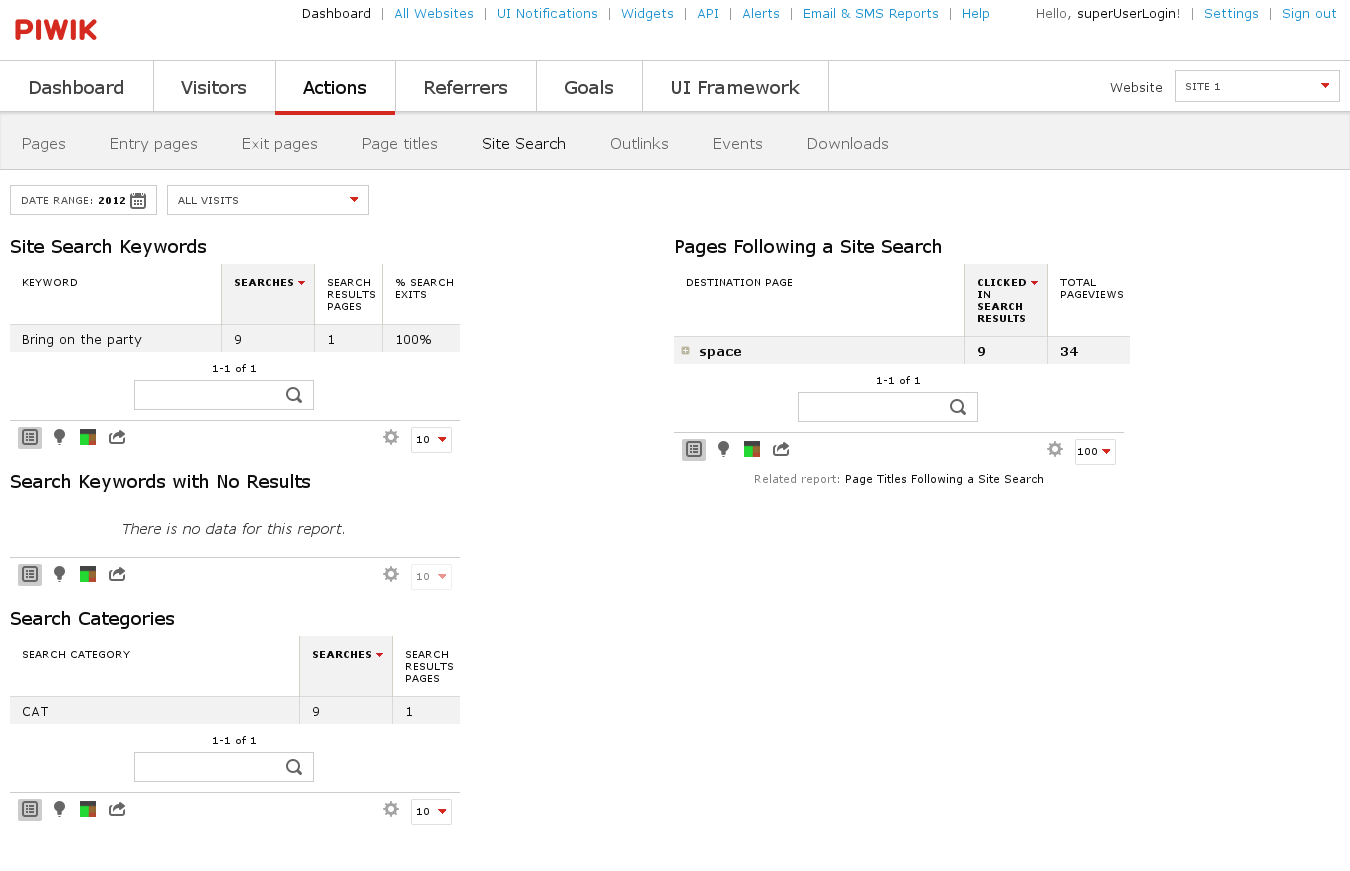 PIWIK
Dashboard | All Websites | UI Notifications | Widgets | API | Alerts | Email & SMS Reports | Help
Hello, superUserLogin! | Settings | Sign out
Dashboard Visitors Actions Referrers Goals UI Framework
Website SITE 1
Pages Entry pages Exit pages Page titles Site Search Outlinks Events Downloads
DATE RANGE: 2012
ALL VISITS
Site Search Keywords
KEYWORD
SEARCHES
SEARCH
RESULTS
PAGES
% SEARCH
EXITS
Bring on the party 9 1 100%
1-1 of 1
10
Search Keywords with No Results
There is no data for this report.
10
Search Categories
SEARCH CATEGORY
SEARCHES
SEARCH
RESULTS
PAGES
CAT 9 1
1-1 of 1
10
Pages Following a Site Search
DESTINATION PAGE
CLICKED
IN
SEARCH
RESULTS
TOTAL
PAGEVIEWS
space 9 34
1-1 of 1
100
Related report: Page Titles Following a Site Search